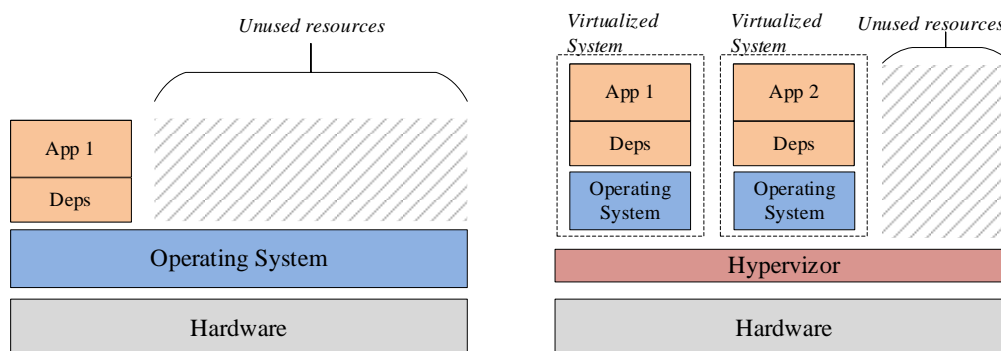 Unused resources
App 1
Deps
Operating System
Hardware
Virtualized
System
Virtualized
System
Unused resources
App 1
Deps
Operating
System
App 2
Deps
Operating
System
Hypervizor
Hardware